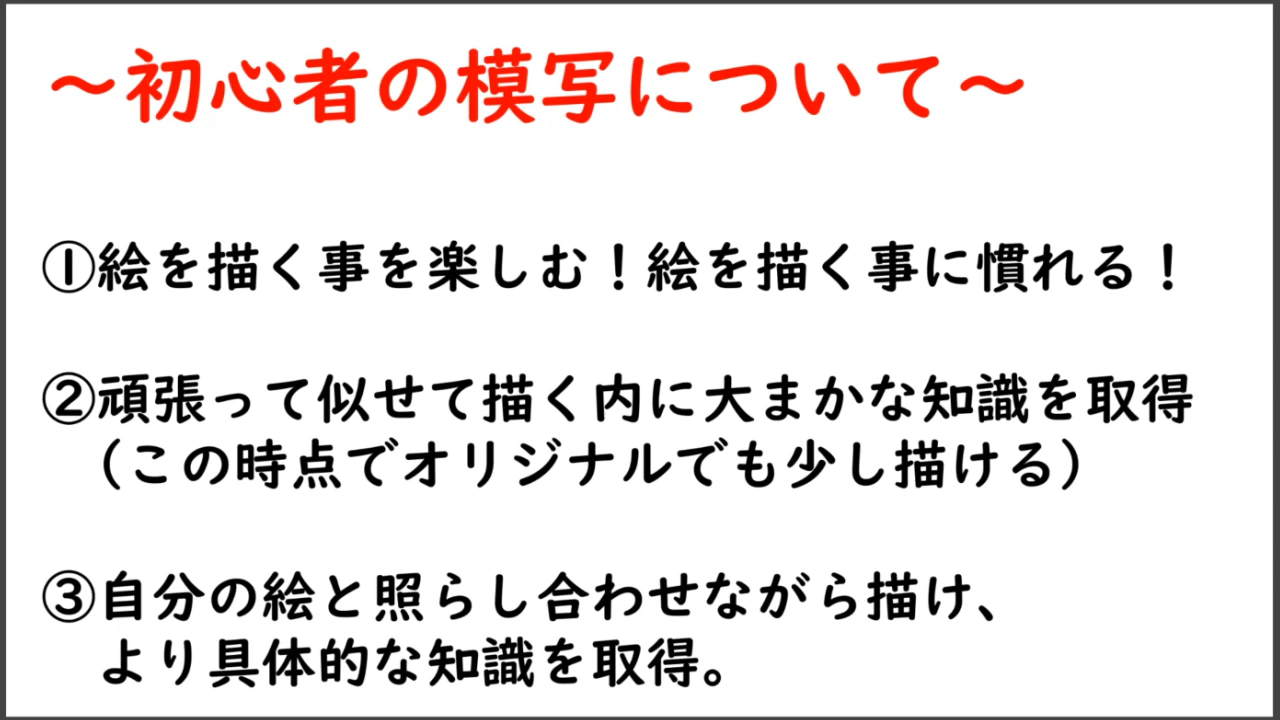 ～初心者の模写について～
①絵を描く事を楽しむ！絵を描く事に慣れる！
②頑張って似せて描く内に大まかな知識を取得
（この時点でオリジナルでも少し描ける）
③自分の絵と照らし合わせながら描け、
より具体的な知識を取得。